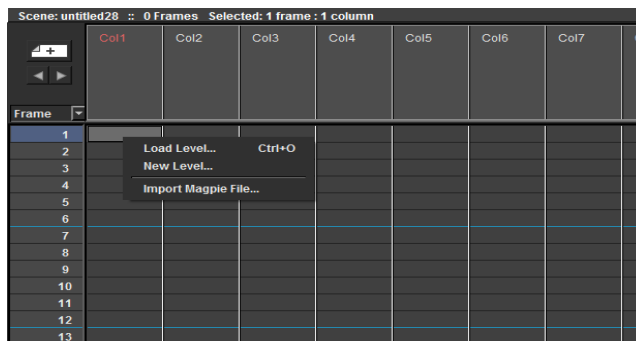 Scene: untitled28 :: 0 Frames Selected: 1 frame : 1 column
Col1 Col2 Col3 Col4 Col5 Col6 Col7
Frame
1
Load Level... Ctrl+O
2
New Level...
3
Import Magpie File...
4
5
6
7
8
9
10
11
12
13